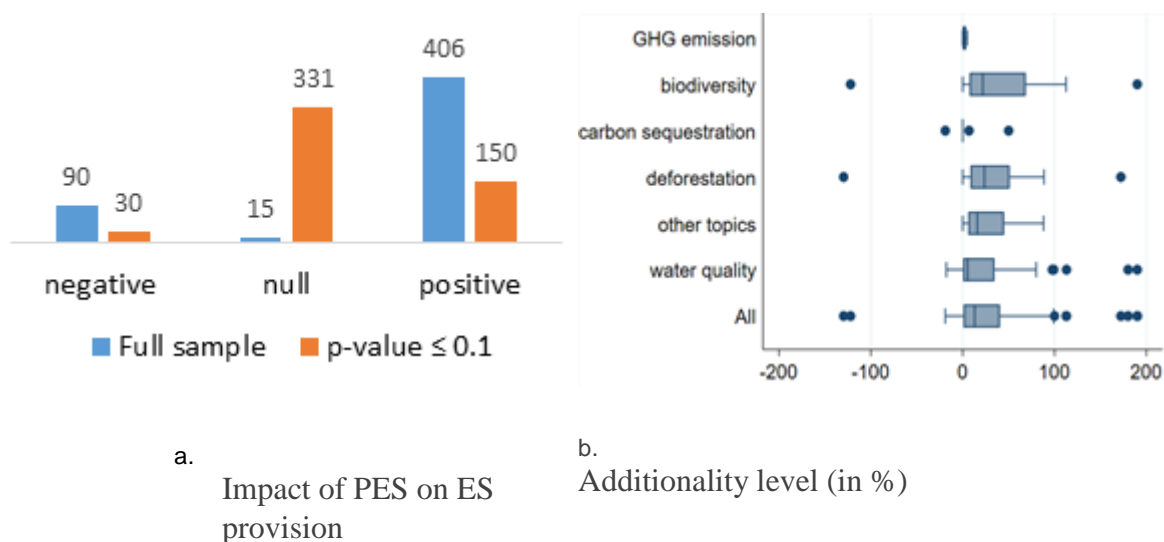 406
331
150
90
30
15
negative null positive
Full sample p-value ≤ 0.1
a.
Impact of PES on ES
provision
GHG emission
biodiversity
carbon sequestration
deforestation
other topics
water quality
All
-200 -100 0 100 200
b.
Additionality level (in %)